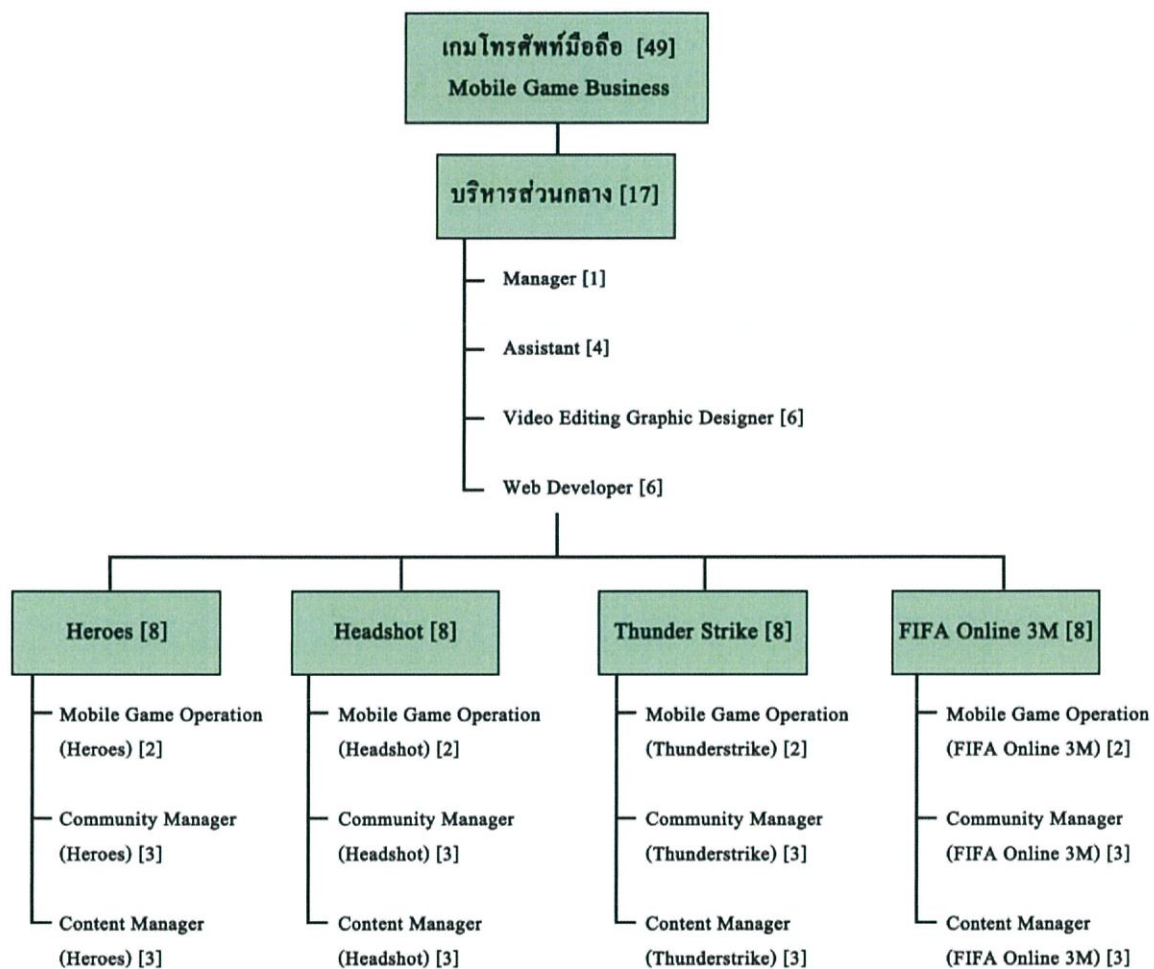 เกมโทรศัพท์มือถือ [49]
Mobile Game Business
บริหารส่วนกลาง [17]
Manager [1]
Assistant [4]
Video Editing Graphic Designer [6]
Web Developer [6]
Heroes [8]
Mobile Game Operation
(Heroes) [2]
Community Manager
(Heroes) [3]
Content Manager
(Heroes) [3]
Headshot [8]
Mobile Game Operation
(Headshot) [2]
Community Manager
(Headshot) [3]
Content Manager
(Headshot) [3]
Thunder Strike [8]
Mobile Game Operation
(Thunderstrike) [2]
Community Manager
(Thunderstrike) [3]
Content Manager
(Thunderstrike) [3]
FIFA Online 3M [8]
Mobile Game Operation
(FIFA Online 3M) [2]
Community Manager
(FIFA Online 3M) [3]
Content Manager
(FIFA Online 3M) [3]